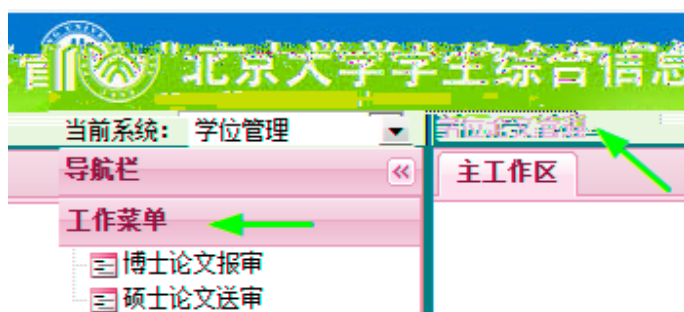 北京大学学生综合信息
当前系统： 学位管理
导航栏
主工作区
工作菜单
博士论文报审
硕士论文送审